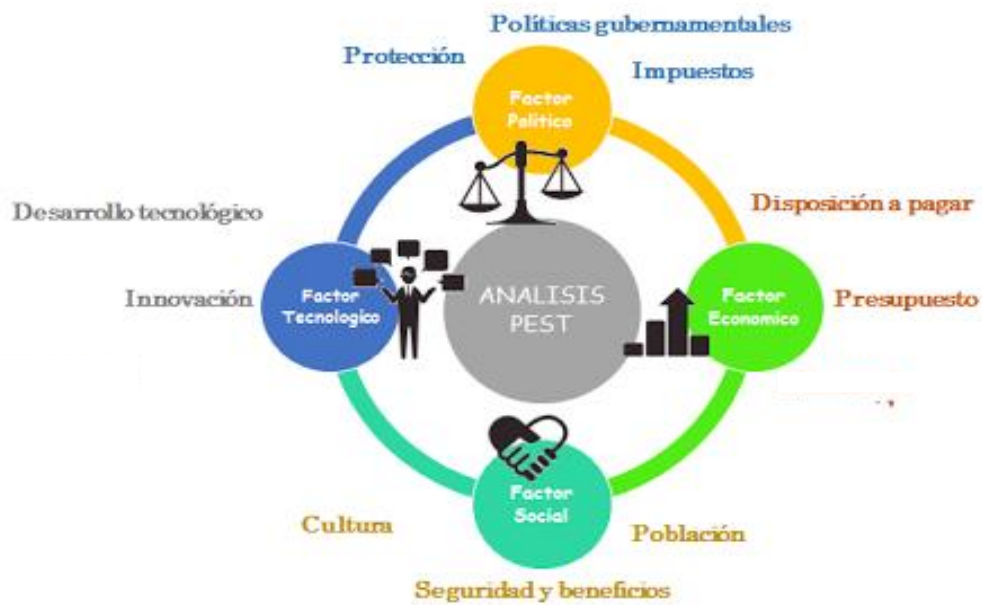 Políticas gubernamentales
Protección
Impuestos
Factor
Político
Desarrollo tecnológico
Disposición a pagar
Innovación
Factor
Tecnologico
ANALISIS
PEST
Factor
Economico
Presupuesto
Factor
Social
Cultura
Población
Seguridad y beneficios